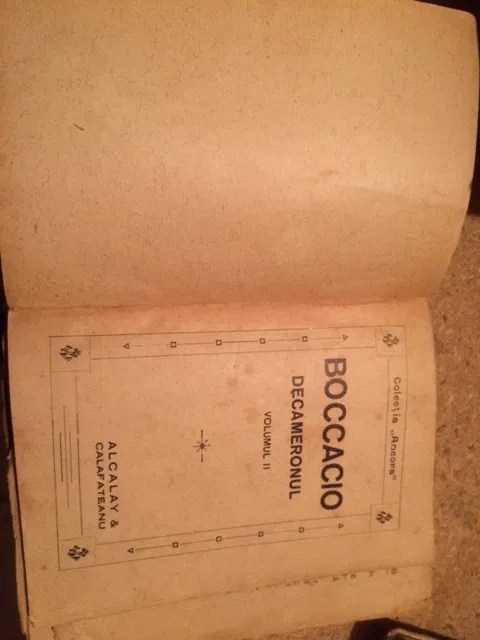 Colecția „Ancora"
BOCCACIO
DECAMERONUL
VOLUMUL II
ALCALAY &
CALAFATEANU